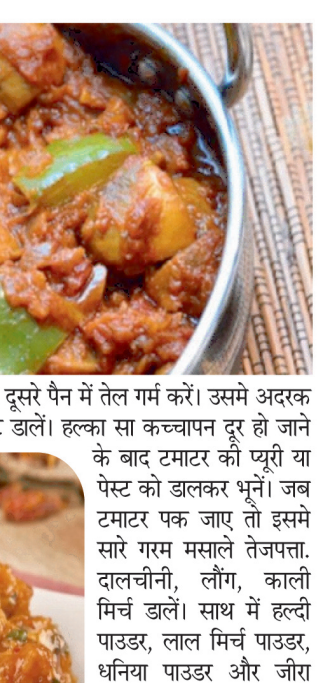 दूसरे पैन में तेल गर्म करें। उसमे अदरक
डालें। हल्का सा कच्चापन दूर हो जाने
के बाद टमाटर की प्यूरी या
पेस्ट को डालकर भूनें। जब
टमाटर पक जाए तो इसमे
सारे गरम मसाले तेजपत्ता.
दालचीनी, लौंग, काली
मिर्च डालें। साथ में हल्दी
पाउडर, लाल मिर्च पाउडर,
धनिया पाउडर और जीरा